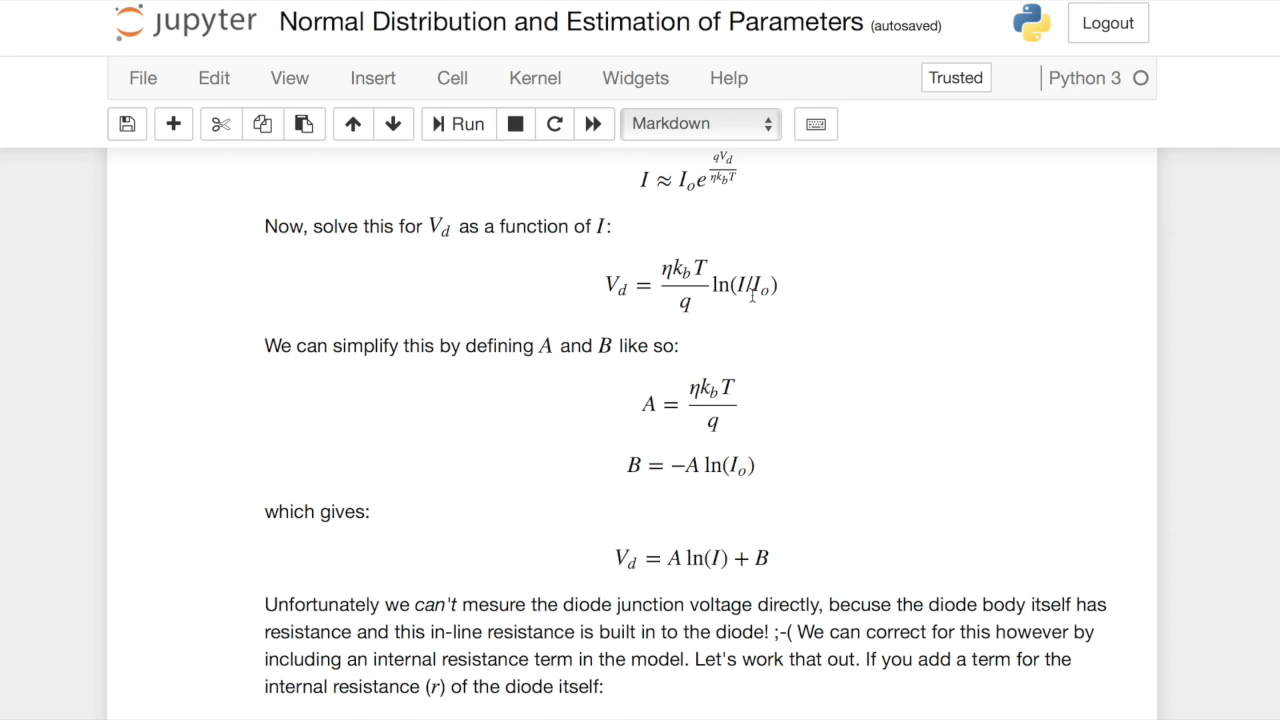 jupyter Normal Distribution and Estimation of Parameters (autosaved) Logout
File Edit View Insert Cell Kernel Widgets Help Trusted Python 3
Run Markdown
I ≈ I_o e^{\frac{qV_d}{ηk_bT}}
Now, solve this for V_d as a function of I:
V_d = \frac{ηk_bT}{q} ln(I/I_o)
We can simplify this by defining A and B like so:
A = \frac{ηk_bT}{q}
B = −A ln(I_o)
which gives:
V_d = A ln(I) + B
Unfortunately we can't mesure the diode junction voltage directly, becuse the diode body itself has
resistance and this in-line resistance is built in to the diode! ;-( We can correct for this however by
including an internal resistance term in the model. Let's work that out. If you add a term for the
internal resistance (r) of the diode itself: